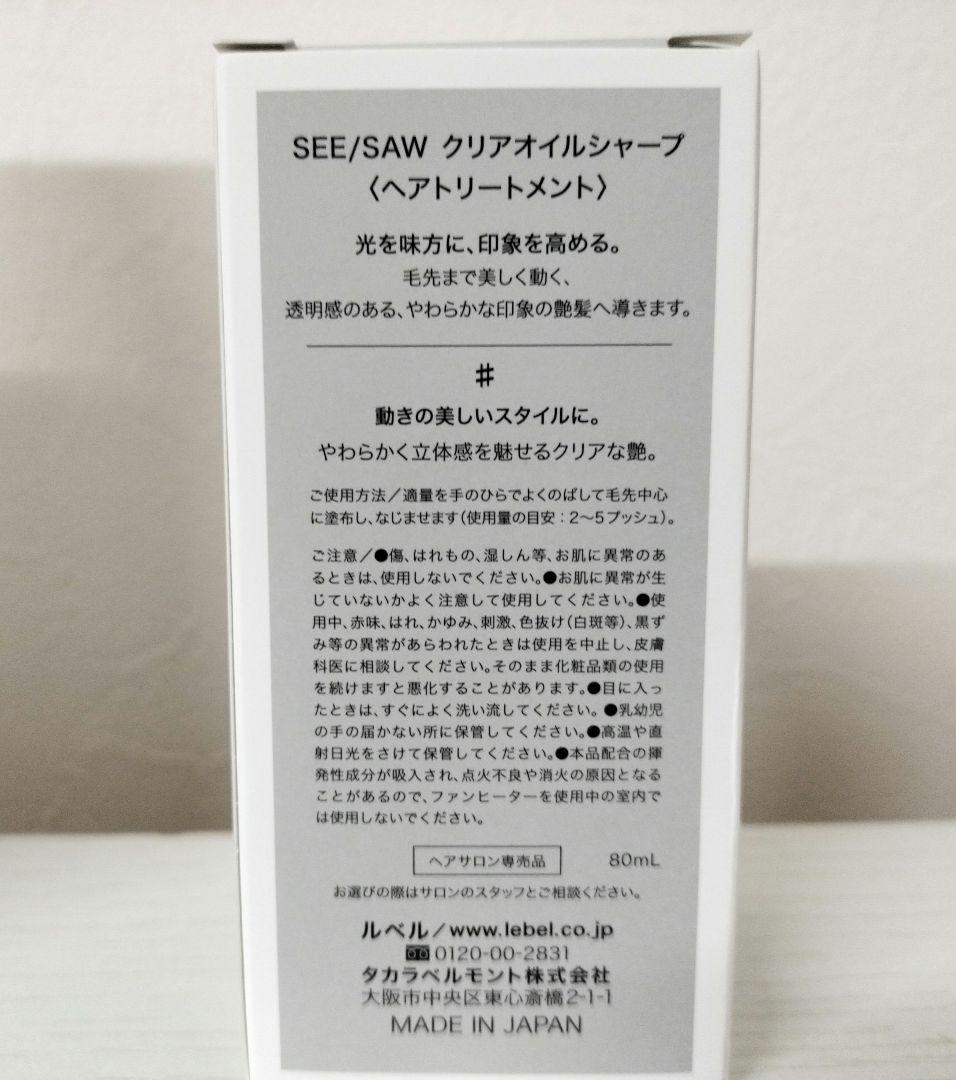 SEE/SAW クリアオイルシャープ
〈ヘアトリートメント〉
光を味方に、印象を高める。
毛先まで美しく動く、
透明感のある、やわらかな印象の艶髪へ導きます。
♯
動きの美しいスタイルに。
やわらかく立体感を魅せるクリアな艶。
ご使用方法／適量を手のひらでよくのばして毛先中心
に塗布し、なじませます（使用量の目安：2〜5プッシュ）。
ご注意／●傷、はれもの、湿しん等、お肌に異常のあ
るときは、使用しないでください。●お肌に異常が生
じていないかよく注意して使用してください。●使
用中、赤味、はれ、かゆみ、刺激、色抜け（白斑等）、黒ず
み等の異常があらわれたときは使用を中止し、皮膚
科医に相談してください。そのまま化粧品類の使用
を続けますと悪化することがあります。●目に入っ
たときは、すぐによく洗い流してください。●乳幼児
の手の届かない所に保管してください。●高温や直
射日光をさけて保管してください。●本品配合の揮
発性成分が吸入され、点火不良や消火の原因となる
ことがあるので、ファンヒーターを使用中の室内で
は使用しないでください。
ヘアサロン専売品 80mL
お選びの際はサロンのスタッフとご相談ください。
ルベル／www.lebel.co.jp
0120-00-2831
タカラベルモント株式会社
大阪市中央区東心斎橋2-1-1
MADE IN JAPAN